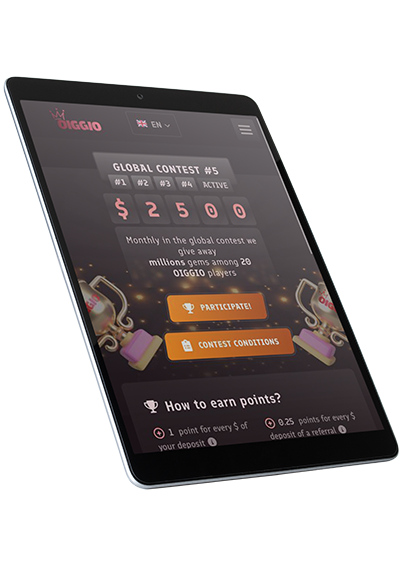 OIGGIO
EN
GLOBAL CONTEST #5
#1 #2 #3 #4 ACTIVE
$ 2 5 0 0
Monthly in the global contest we
give away
millions gems among 20
OIGGIO players
PARTICIPATE!
CONTEST CONDITIONS
How to earn points?
1 point for every $ of
your deposit
0.25 points for every $
deposit of a referral